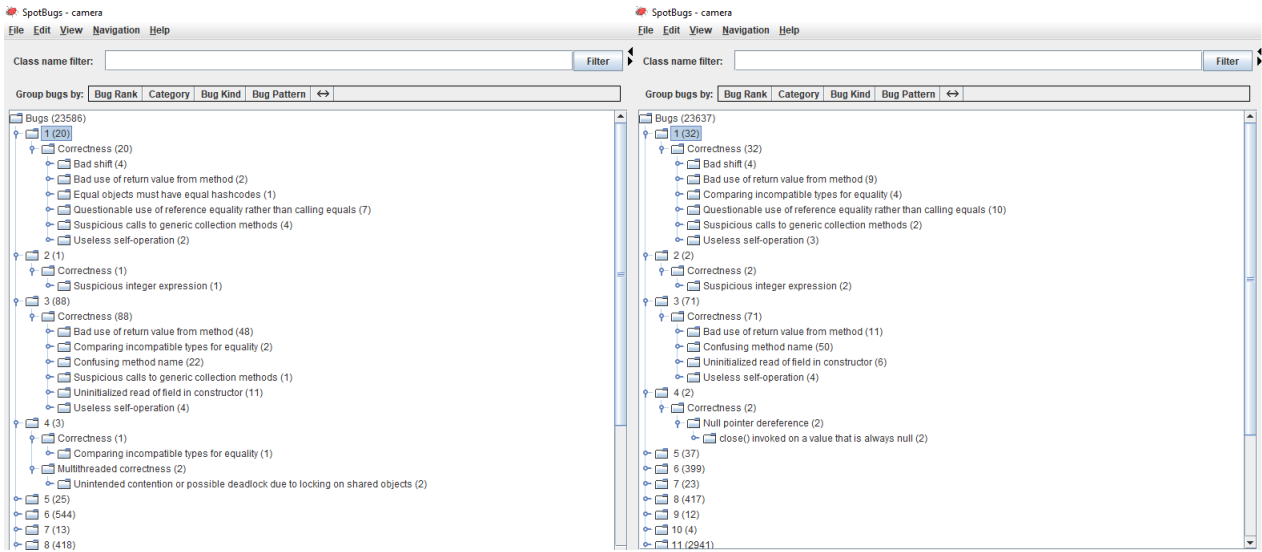 SpotBugs - camera
File Edit View Navigation Help
Class name filter: Filter
Group bugs by: Bug Rank Category Bug Kind Bug Pattern ↔
Bugs (23586)
1 (20)
Correctness (20)
Bad shift (4)
Bad use of return value from method (2)
Equal objects must have equal hashcodes (1)
Questionable use of reference equality rather than calling equals (7)
Suspicious calls to generic collection methods (4)
Useless self-operation (2)
2 (1)
Correctness (1)
Suspicious integer expression (1)
3 (88)
Correctness (88)
Bad use of return value from method (48)
Comparing incompatible types for equality (2)
Confusing method name (22)
Suspicious calls to generic collection methods (1)
Uninitialized read of field in constructor (11)
Useless self-operation (4)
4 (3)
Correctness (1)
Comparing incompatible types for equality (1)
Multithreaded correctness (2)
Unintended contention or possible deadlock due to locking on shared objects (2)
5 (25)
6 (544)
7 (13)
8 (418)
SpotBugs - camera
File Edit View Navigation Help
Class name filter: Filter
Group bugs by: Bug Rank Category Bug Kind Bug Pattern ↔
Bugs (23637)
1 (32)
Correctness (32)
Bad shift (4)
Bad use of return value from method (9)
Comparing incompatible types for equality (4)
Questionable use of reference equality rather than calling equals (10)
Suspicious calls to generic collection methods (2)
Useless self-operation (3)
2 (2)
Correctness (2)
Suspicious integer expression (2)
3 (71)
Correctness (71)
Bad use of return value from method (11)
Confusing method name (50)
Uninitialized read of field in constructor (6)
Useless self-operation (4)
4 (2)
Correctness (2)
Null pointer dereference (2)
close() invoked on a value that is always null (2)
5 (37)
6 (399)
7 (23)
8 (417)
9 (12)
10 (4)
11 (2941)